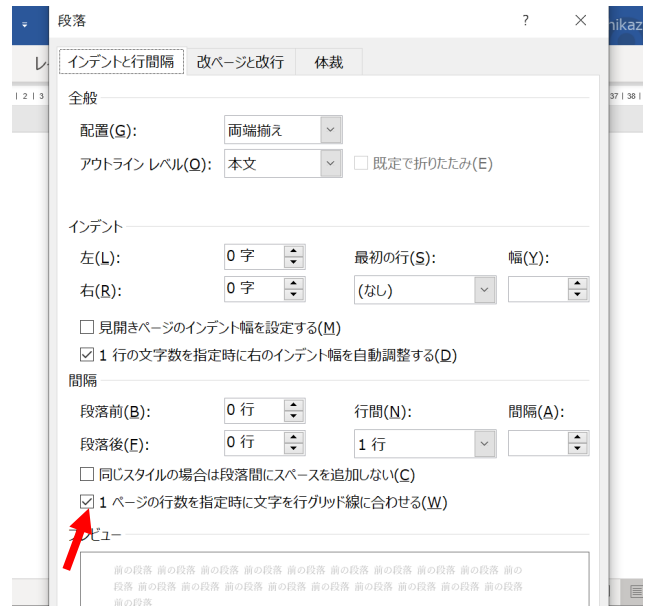 段落 ? ×
nikaz
レ
インデントと行間隔 改ページと改行 体裁
| 2 | 3
37 | 38 |
全般
配置(G): 両端揃え
アウトライン レベル(O): 本文 既定で折りたたみ(E)
インデント
左(L): 0 字 最初の行(S): 幅(Y):
右(R): 0 字 (なし)
見開きページのインデント幅を設定する(M)
1 行の文字数を指定時に右のインデント幅を自動調整する(D)
間隔
段落前(B): 0 行 行間(N): 間隔(A):
段落後(F): 0 行 1 行
同じスタイルの場合は段落間にスペースを追加しない(C)
1 ページの行数を指定時に文字を行グリッド線に合わせる(W)
プレビュー
前の段落 前の段落 前の段落 前の段落 前の段落 前の段落 前の段落 前の段落 前の段落 前の
段落 前の段落 前の段落 前の段落 前の段落 前の段落 前の段落 前の段落 前の段落 前の段落
前の段落